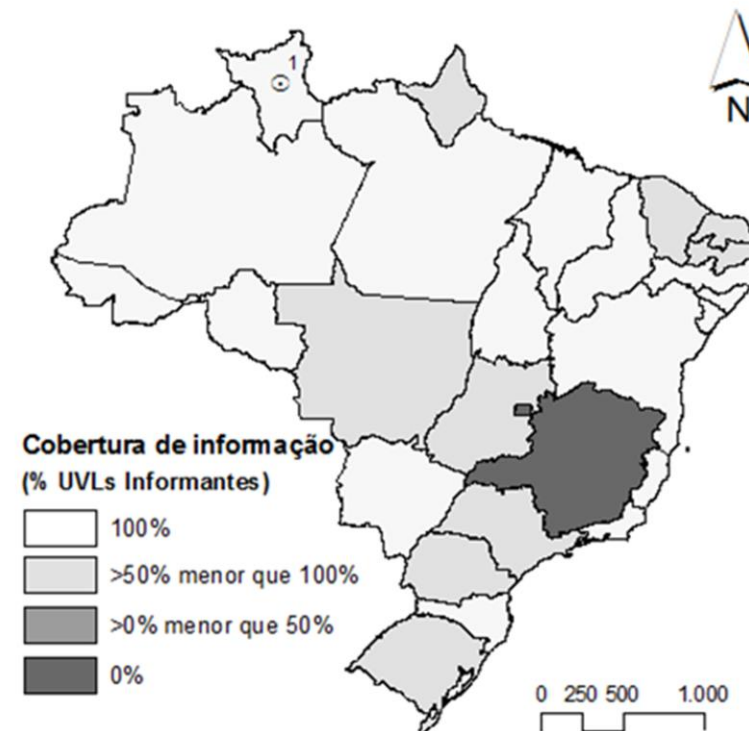 1
N
Cobertura de informação
(% UVLs Informantes)
100%
>50% menor que 100%
>0% menor que 50%
0%
0 250 500 1.000